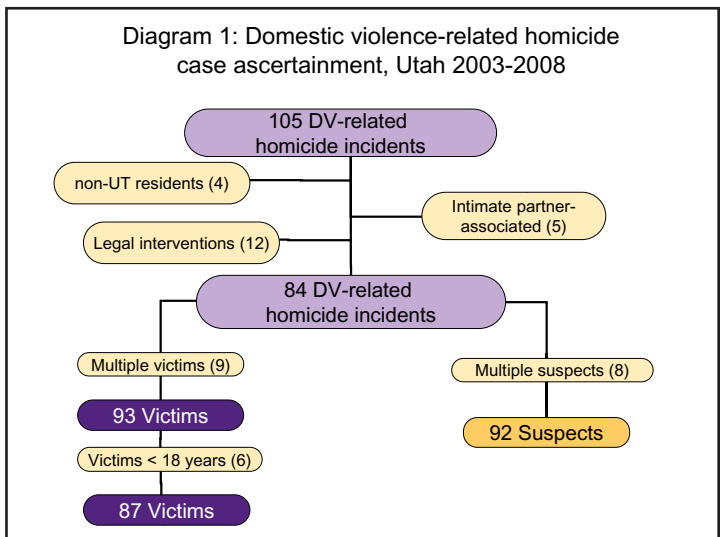 Diagram 1: Domestic violence-related homicide
case ascertainment, Utah 2003-2008
105 DV-related
homicide incidents
non-UT residents (4)
Intimate partner-
associated (5)
Legal interventions (12)
84 DV-related
homicide incidents
Multiple victims (9)
Multiple suspects (8)
93 Victims
92 Suspects
Victims < 18 years (6)
87 Victims